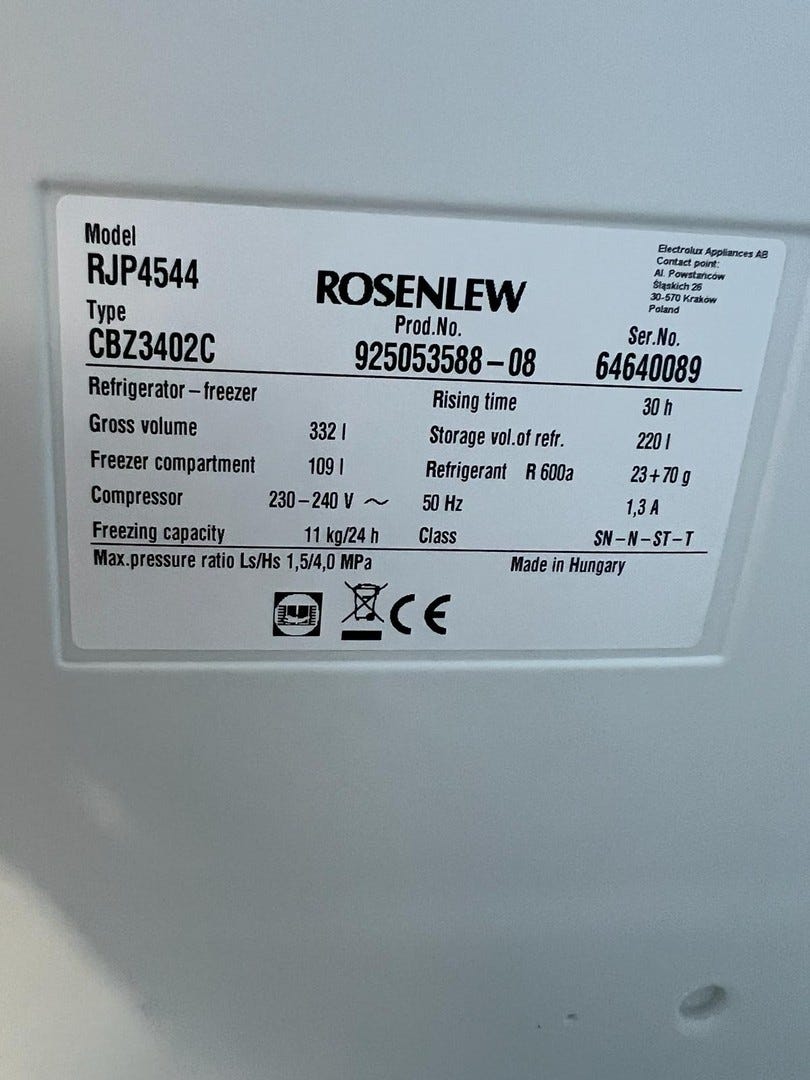 Model
RJP4544
Type
CBZ3402C
ROSENLEW
Prod.No.
925053588-08
Electrolux Appliances AB
Contact point:
Al. Powstańców
Śląskich 26
30-570 Kraków
Poland
Ser.No.
64640089
Refrigerator-freezer Rising time 30 h
Gross volume 332 l Storage vol.of refr. 220 l
Freezer compartment 109 l Refrigerant R 600a 23+70 g
Compressor 230-240 V ~ 50 Hz 1,3 A
Freezing capacity 11 kg/24 h Class SN-N-ST-T
Max.pressure ratio Ls/Hs 1,5/4,0 MPa Made in Hungary
CE